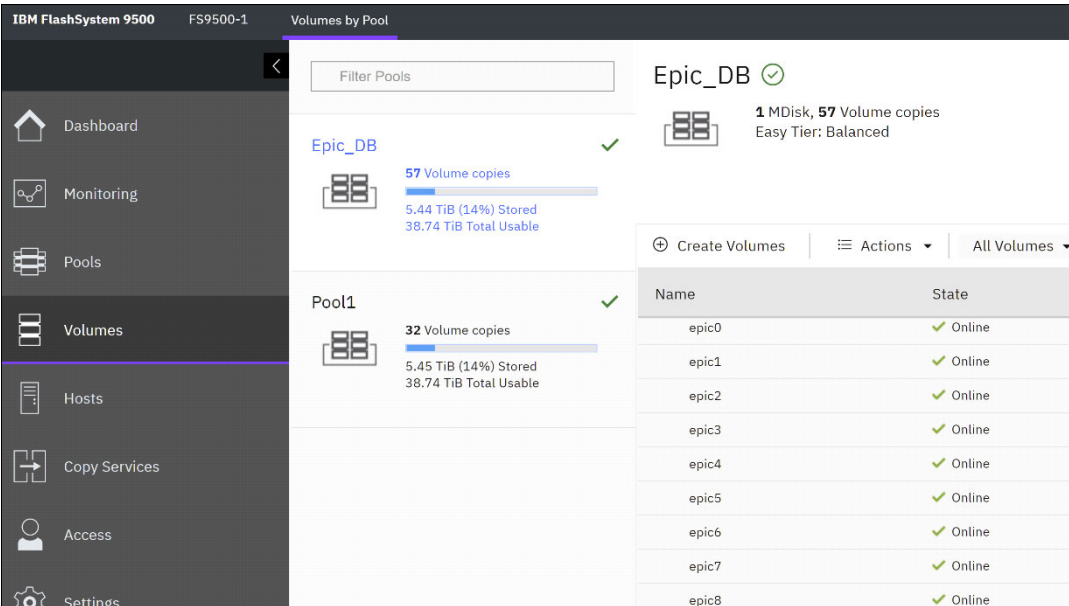 IBM FlashSystem 9500 FS9500-1 Volumes by Pool
Dashboard
Monitoring
Pools
Volumes
Hosts
Copy Services
Access
Settings
Filter Pools
Epic_DB
57 Volume copies
5.44 TiB (14%) Stored
38.74 TiB Total Usable
Pool1
32 Volume copies
5.45 TiB (14%) Stored
38.74 TiB Total Usable
Epic_DB
1 MDisk, 57 Volume copies
Easy Tier: Balanced
Create Volumes Actions All Volumes
Name State
epic0 Online
epic1 Online
epic2 Online
epic3 Online
epic4 Online
epic5 Online
epic6 Online
epic7 Online
epic8 Online